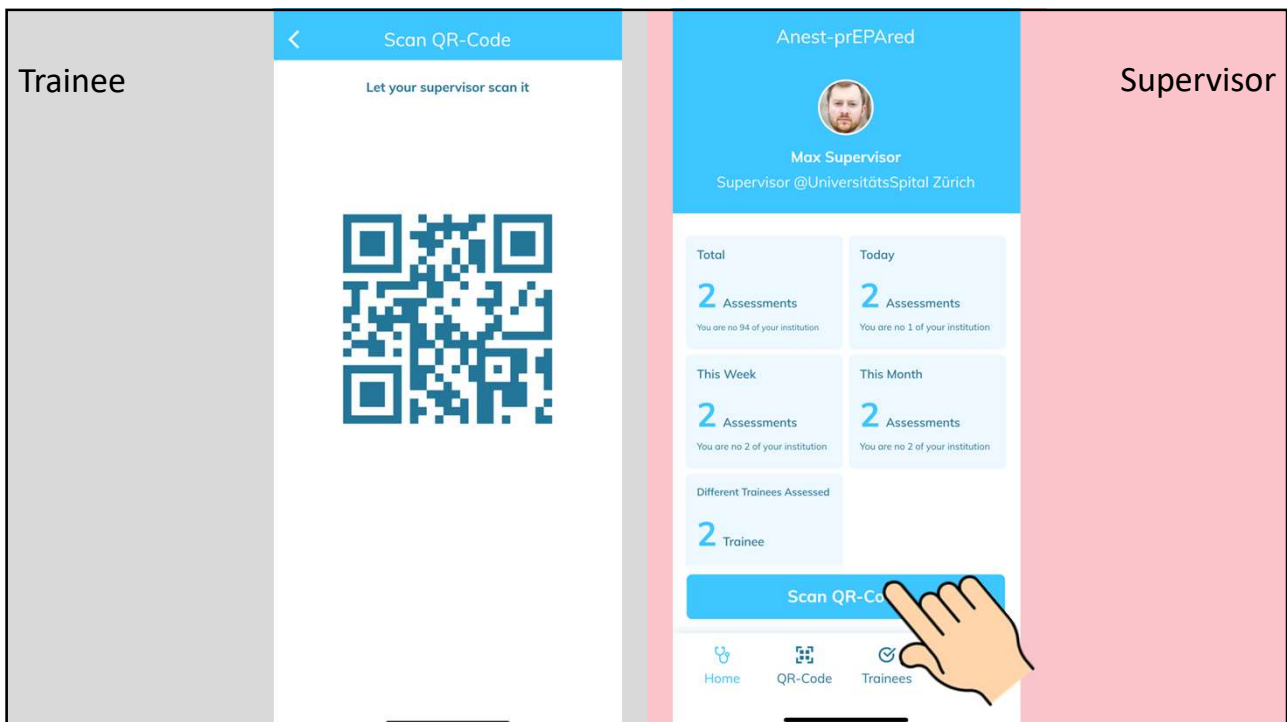 Trainee
Scan QR-Code
Let your supervisor scan it
Supervisor
Anest-prEPAred
Max Supervisor
Supervisor @UniversitätsSpital Zürich
Total
2 Assessments
You are no 94 of your institution
Today
2 Assessments
You are no 1 of your institution
This Week
2 Assessments
You are no 2 of your institution
This Month
2 Assessments
You are no 2 of your institution
Different Trainees Assessed
2 Trainee
Scan QR-Co
Home
QR-Code
Trainees